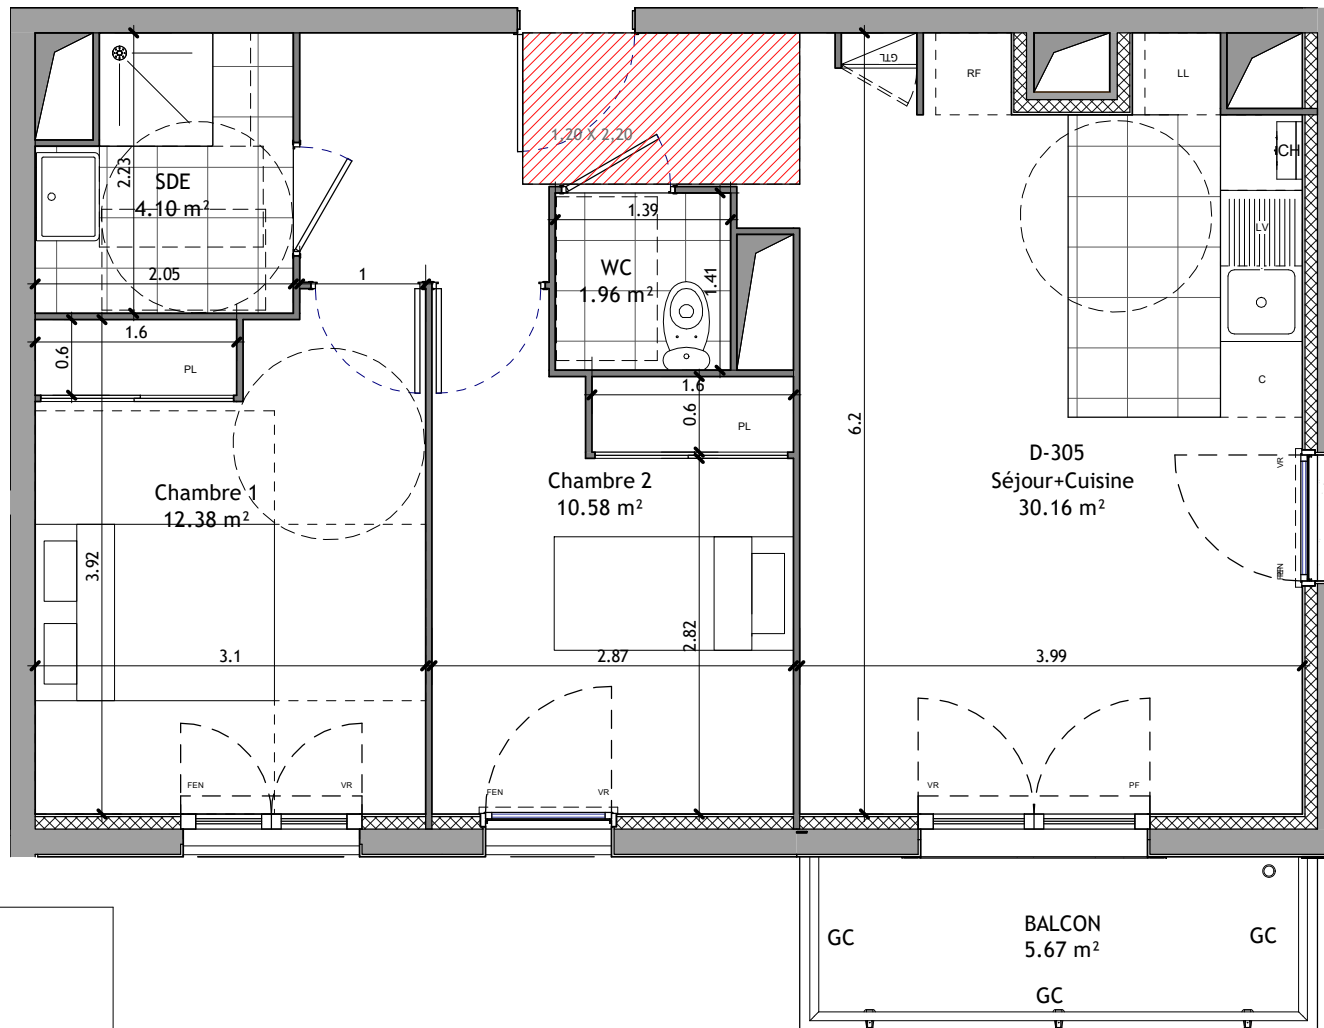 GTL
RF
LL
1,20 X 2,20
CH
2.23
SDE
4.10 m²
1.39
LV
2.05
1
WC
1.96 m²
1.41
1.6
0.6
PL
1.6
0.6
PL
C
6.2
D-305
Séjour+Cuisine
30.16 m²
VR
Chambre 1
12.38 m²
Chambre 2
10.58 m²
3.92
2.82
3.1
2.87
3.99
FEN
VR
FEN
VR
VR
PF
BALCON
5.67 m²
GC
GC
GC